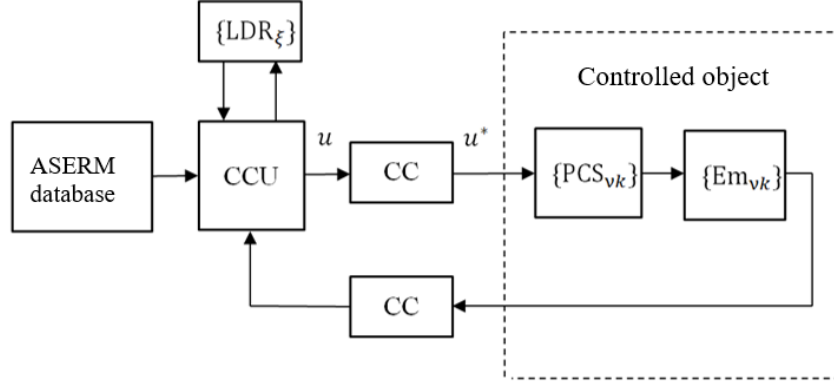 {LDR_ξ}
Controlled object
ASERM
database
CCU
u
CC
u*
{PCS_νk}
{Em_νk}
CC